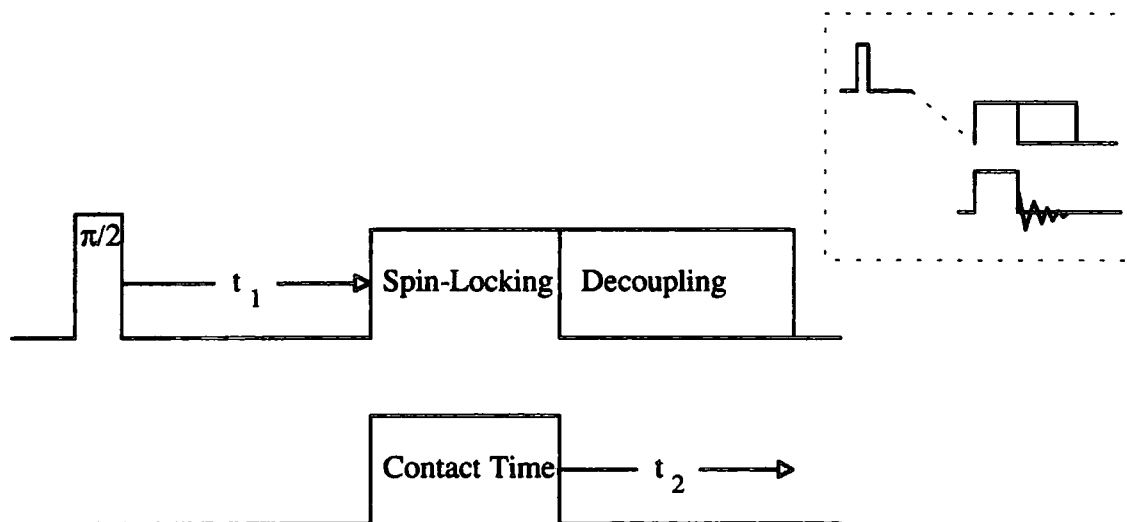 π/2
t 1
Spin-Locking
Decoupling
Contact Time
t 2